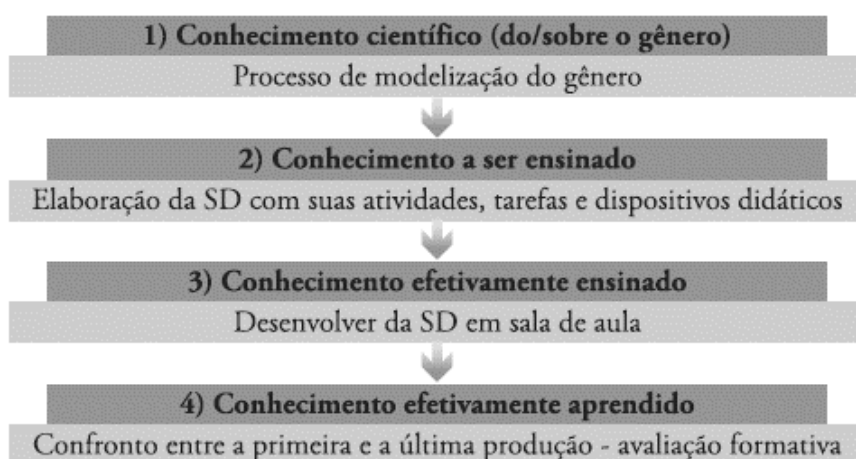 1) Conhecimento científico (do/sobre o gênero)
Processo de modelização do gênero
2) Conhecimento a ser ensinado
Elaboração da SD com suas atividades, tarefas e dispositivos didáticos
3) Conhecimento efetivamente ensinado
Desenvolver da SD em sala de aula
4) Conhecimento efetivamente aprendido
Confronto entre a primeira e a última produção - avaliação formativa